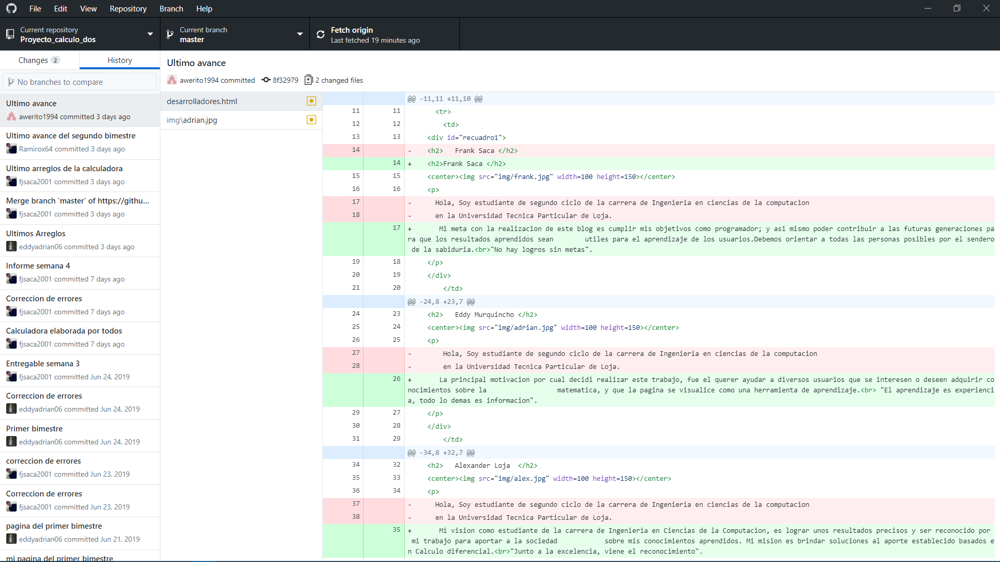 File Edit View Repository Branch Help
Current repository
Proyecto_calculo_dos
Current branch
master
Fetch origin
Last fetched 19 minutes ago
Changes 2
History
No branches to compare
Ultimo avance
awerito1994 committed 3 days ago
Ultimo avance del segundo bimestre
Ramirox64 committed 3 days ago
Ultimo arreglos de la calculadora
fjsaca2001 committed 3 days ago
Merge branch 'master' of https://githu...
fjsaca2001 committed 3 days ago
Ultimos Arreglos
eddyadrian06 committed 3 days ago
Informe semana 4
fjsaca2001 committed 7 days ago
Correccion de errores
fjsaca2001 committed 7 days ago
Calculadora elaborada por todos
fjsaca2001 committed 7 days ago
Entregable semana 3
fjsaca2001 committed Jun 24, 2019
Correccion de errores
eddyadrian06 committed Jun 24, 2019
Primer bimestre
eddyadrian06 committed Jun 24, 2019
correccion de errores
fjsaca2001 committed Jun 23, 2019
Correccion de errores
fjsaca2001 committed Jun 23, 2019
pagina del primer bimestre
eddyadrian06 committed Jun 21, 2019
mi pagina del primer bimestre
Ultimo avance
awerito1994 committed 8f32979 2 changed files
desarrolladores.html
img\adrian.jpg
@@ -11,11 +11,10 @@
11 11 <tr>
12 12 <td>
13 13 <div id="recuadro1">
14 - <h2>   Frank Saca </h2>
14 + <h2>Frank Saca </h2>
15 15 <center><img src="img/frank.jpg" width=100 height=150></center>
16 16 <p>
17 - Hola, Soy estudiante de segundo ciclo de la carrera de Ingenieria en ciencias de la computacion
18 - en la Universidad Tecnica Particular de Loja.
17 + Mi meta con la realizacion de este blog es cumplir mis objetivos como programador; y asi mismo poder contribuir a las futuras generaciones pa
ra que los resultados aprendidos sean        utiles para el aprendizaje de los usuarios.Debemos orientar a todas las personas posibles por el sendero
de la sabiduria.<br>"No hay logros sin metas".
19 18 </p>
20 19 </div>
21 20 </td>
@@ -24,8 +23,7 @@
24 23 <h2>   Eddy Murquincho </h2>
25 24 <center><img src="img/adrian.jpg" width=100 height=150></center>
26 25 <p>
27 - Hola, Soy estudiante de segundo ciclo de la carrera de Ingenieria en ciencias de la computacion
28 - en la Universidad Tecnica Particular de Loja.
26 + La principal motivacion por cual decidi realizar este trabajo, fue el querer ayudar a diversos usuarios que se interesen o deseen adquirir co
nocimientos sobre la                  matematica, y que la pagina se visualice como una herramienta de aprendizaje.<br> "El aprendizaje es experienci
a, todo lo demas es informacion".
29 27 </p>
30 28 </div>
31 29 </td>
@@ -34,8 +32,7 @@
34 32 <h2>   Alexander Loja  </h2>
35 33 <center><img src="img/alex.jpg" width=100 height=150></center>
36 34 <p>
37 - Hola, Soy estudiante de segundo ciclo de la carrera de Ingenieria en ciencias de la computacion
38 - en la Universidad Tecnica Particular de Loja.
35 + Mi vision como estudiante de la carrera de Ingenieria en Ciencias de la Computacion, es lograr unos resultados precisos y ser reconocido por
mi trabajo para aportar a la sociedad            sobre mis conocimientos aprendidos. Mi mision es brindar soluciones al aporte establecido basados e
n Calculo diferencial.<br>"Junto a la excelencia, viene el reconocimiento".